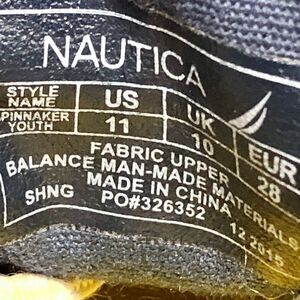 NAUTICA
STYLE NAME US UK EUR
SPINNAKER YOUTH 11 10 28
FABRIC UPPER
BALANCE MAN-MADE MATERIALS
MADE IN CHINA
SHNG PO#326352 12.2015